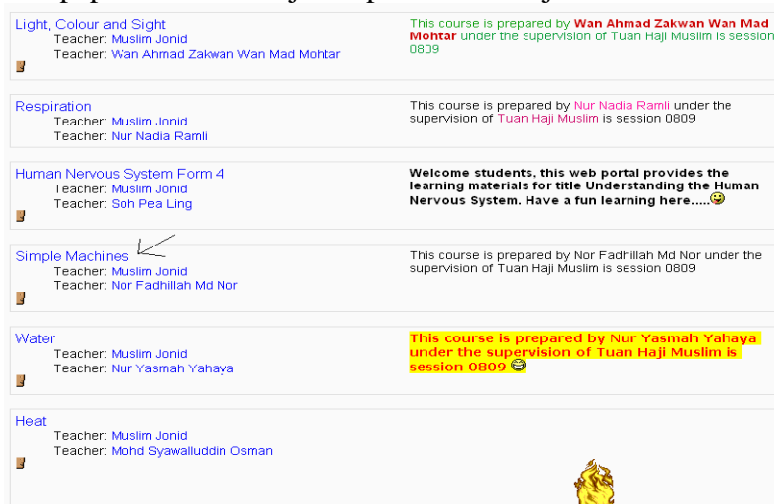 Light, Colour and Sight
Teacher: Muslim Jonid
Teacher: Wan Ahmad Zakwan Wan Mad Mohtar
This course is prepared by Wan Ahmad Zakwan Wan Mad
Mohtar under the supervision of Tuan Haji Muslim is session
0809
Respiration
Teacher: Muslim Jonid
Teacher: Nur Nadia Ramli
This course is prepared by Nur Nadia Ramli under the
supervision of Tuan Haji Muslim is session 0809
Human Nervous System Form 4
Teacher: Muslim Jonid
Teacher: Soh Pea Ling
Welcome students, this web portal provides the
learning materials for title Understanding the Human
Nervous System. Have a fun learning here.....
Simple Machines
Teacher: Muslim Jonid
Teacher: Nor Fadhillah Md Nor
This course is prepared by Nor Fadhillah Md Nor under the
supervision of Tuan Haji Muslim is session 0809
Water
Teacher: Muslim Jonid
Teacher: Nur Yasmah Yahaya
This course is prepared by Nur Yasmah Yahaya
under the supervision of Tuan Haji Muslim is
session 0809
Heat
Teacher: Muslim Jonid
Teacher: Mohd Syawalluddin Osman